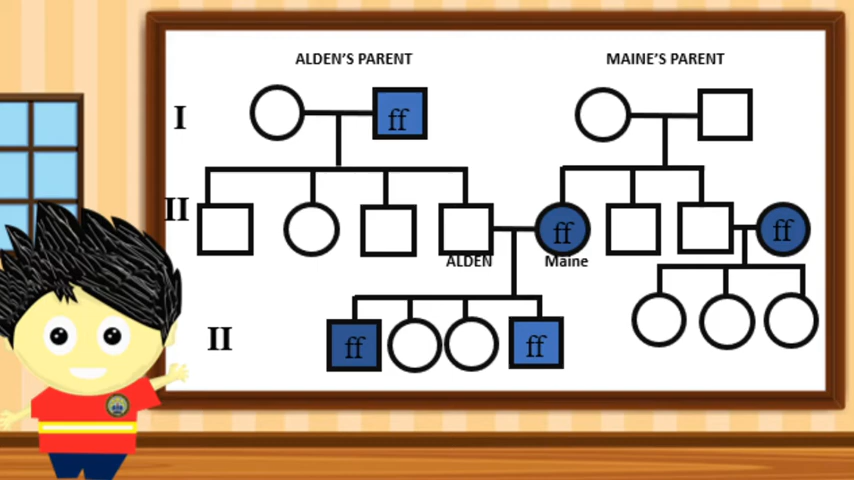 ALDEN'S PARENT
MAINE'S PARENT
I
ff
II
ff
ff
ALDEN
Maine
II
ff
ff